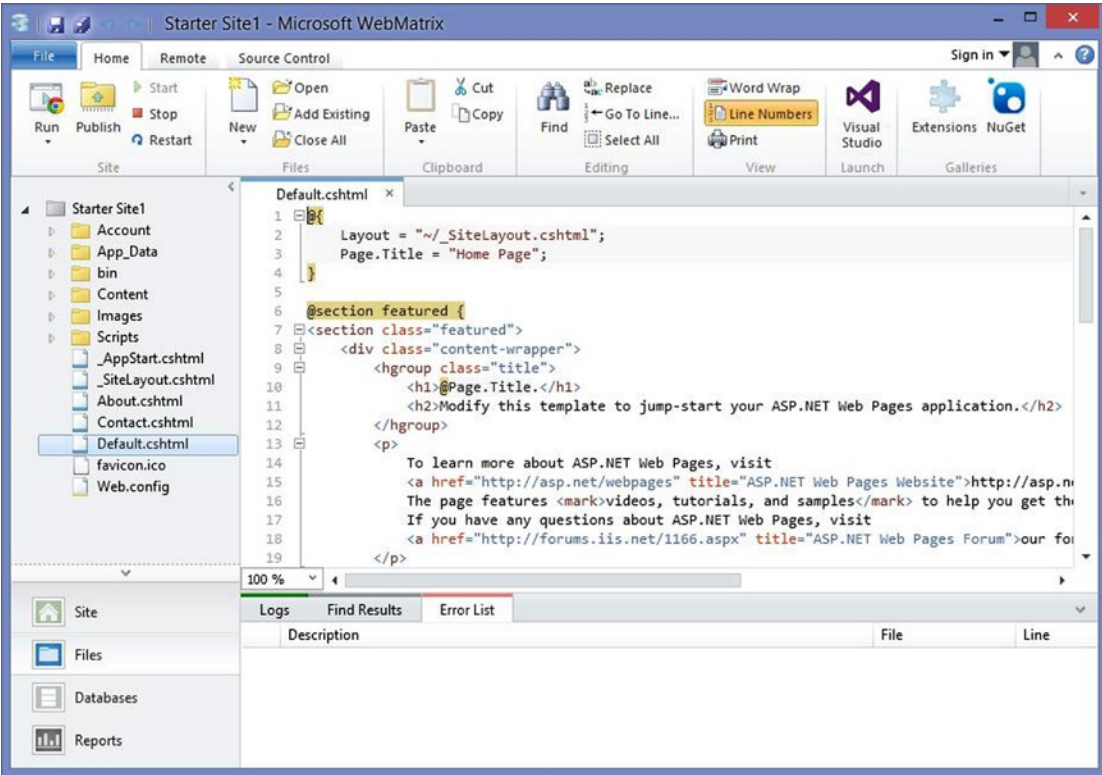 Starter Site1 - Microsoft WebMatrix
File Home Remote Source Control Sign in
Run
Publish
Start
Stop
Restart
Site
New
Open
Add Existing
Close All
Files
Paste
Cut
Copy
Clipboard
Find
Replace
Go To Line...
Select All
Editing
Word Wrap
Line Numbers
Print
View
Visual
Studio
Launch
Extensions
NuGet
Galleries
Starter Site1
Account
App_Data
bin
Content
Images
Scripts
_AppStart.cshtml
_SiteLayout.cshtml
About.cshtml
Contact.cshtml
Default.cshtml
favicon.ico
Web.config
Default.cshtml
1 @{
2 Layout = "~/_SiteLayout.cshtml";
3 Page.Title = "Home Page";
4 }
5
6 @section featured {
7 <section class="featured">
8 <div class="content-wrapper">
9 <hgroup class="title">
10 <h1>@Page.Title.</h1>
11 <h2>Modify this template to jump-start your ASP.NET Web Pages application.</h2>
12 </hgroup>
13 <p>
14 To learn more about ASP.NET Web Pages, visit
15 <a href="http://asp.net/webpages" title="ASP.NET Web Pages Website">http://asp.n
16 The page features <mark>videos, tutorials, and samples</mark> to help you get the
17 If you have any questions about ASP.NET Web Pages, visit
18 <a href="http://forums.iis.net/1166.aspx" title="ASP.NET Web Pages Forum">our fo
19 </p>
100 %
Site
Files
Databases
Reports
Logs Find Results Error List
Description File Line